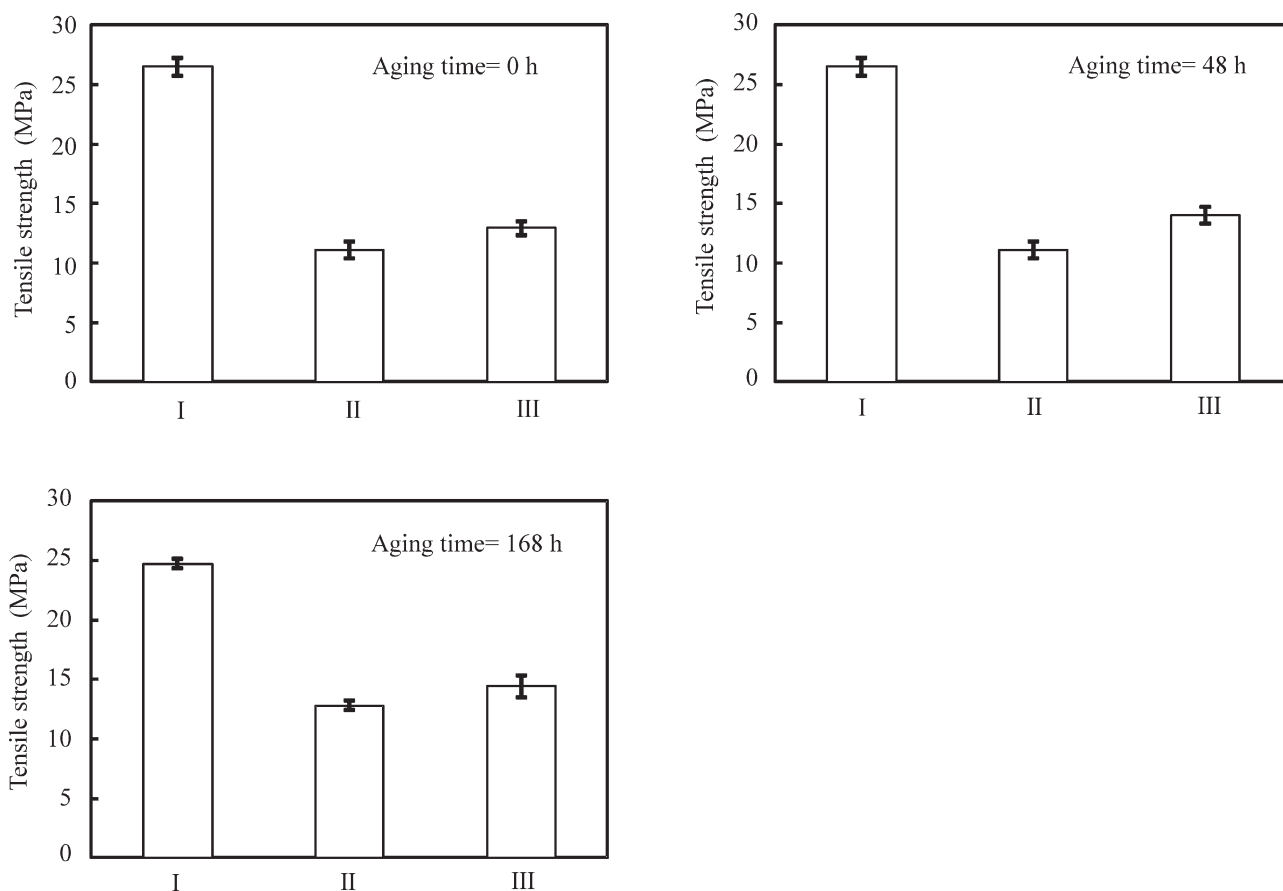 Tensile strength (MPa)
30
25
20
15
10
5
0
Aging time= 0 h
I II III
Tensile strength (MPa)
30
25
20
15
10
5
0
Aging time= 48 h
I II III
Tensile strength (MPa)
30
25
20
15
10
5
0
Aging time= 168 h
I II III